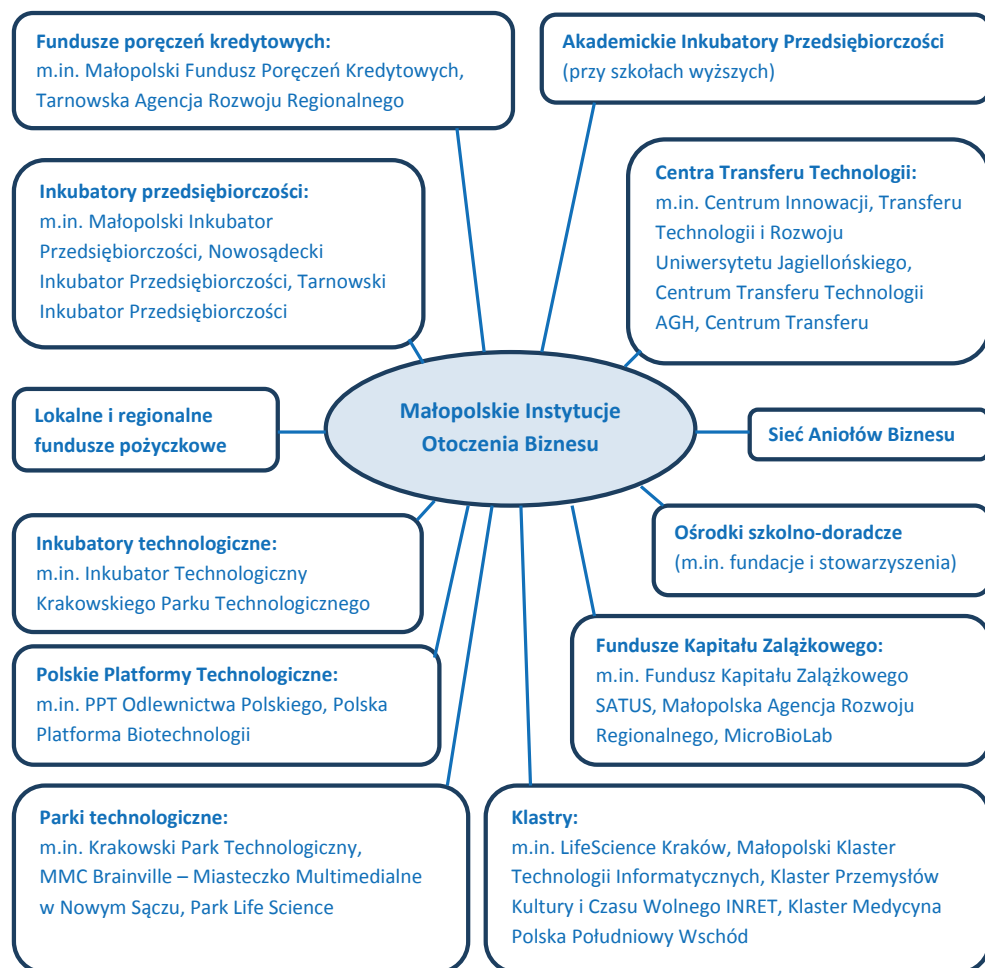 Fundusze poręczeń kredytowych:
m.in. Małopolski Fundusz Poręczeń Kredytowych,
Tarnowska Agencja Rozwoju Regionalnego
Akademickie Inkubatory Przedsiębiorczości
(przy szkołach wyższych)
Inkubatory przedsiębiorczości:
m.in. Małopolski Inkubator
Przedsiębiorczości, Nowosądecki
Inkubator Przedsiębiorczości, Tarnowski
Inkubator Przedsiębiorczości
Centra Transferu Technologii:
m.in. Centrum Innowacji, Transferu
Technologii i Rozwoju
Uniwersytetu Jagiellońskiego,
Centrum Transferu Technologii
AGH, Centrum Transferu
Lokalne i regionalne
fundusze pożyczkowe
Małopolskie Instytucje
Otoczenia Biznesu
Sieć Aniołów Biznesu
Inkubatory technologiczne:
m.in. Inkubator Technologiczny
Krakowskiego Parku Technologicznego
Ośrodki szkolno-doradcze
(m.in. fundacje i stowarzyszenia)
Polskie Platformy Technologiczne:
m.in. PPT Odlewnictwa Polskiego, Polska
Platforma Biotechnologii
Fundusze Kapitału Zalążkowego:
m.in. Fundusz Kapitału Zalążkowego
SATUS, Małopolska Agencja Rozwoju
Regionalnego, MicroBioLab
Parki technologiczne:
m.in. Krakowski Park Technologiczny,
MMC Brainville – Miasteczko Multimedialne
w Nowym Sączu, Park Life Science
Klastry:
m.in. LifeScience Kraków, Małopolski Klaster
Technologii Informatycznych, Klaster Przemysłów
Kultury i Czasu Wolnego INRET, Klaster Medycyna
Polska Południowy Wschód